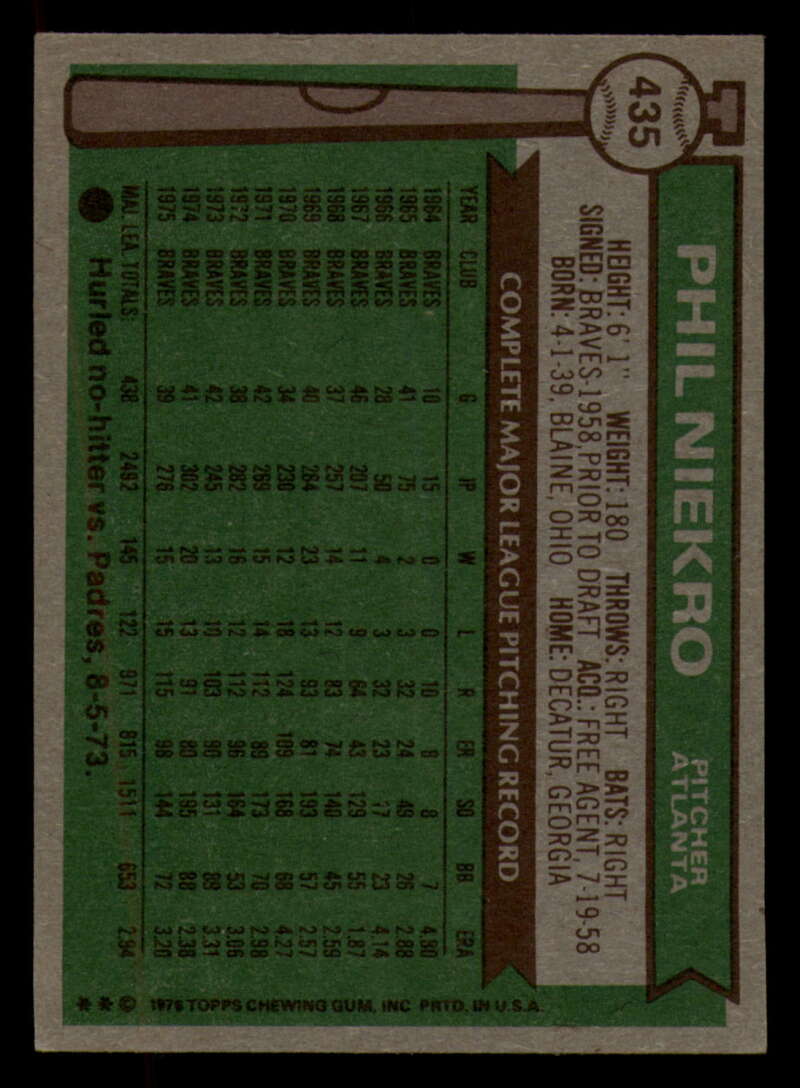 435
PHIL NIEKRO
PITCHER
ATLANTA
HEIGHT: 6' 1" WEIGHT: 180 THROWS: RIGHT BATS: RIGHT
SIGNED: BRAVES-1958, PRIOR TO DRAFT ACQ.: FREE AGENT, 7-19-58
BORN: 4-1-39, BLAINE, OHIO HOME: DECATUR, GEORGIA
COMPLETE MAJOR LEAGUE PITCHING RECORD
YEAR CLUB G IP W L R ER SO BB ERA
1964 BRAVES 10 15 0 0 10 8 8 7 4.80
1965 BRAVES 41 75 2 3 32 24 49 26 2.88
1966 BRAVES 28 50 4 3 32 23 17 23 4.14
1967 BRAVES 46 207 11 9 64 43 129 55 1.87
1968 BRAVES 37 257 14 12 83 74 140 45 2.59
1969 BRAVES 40 284 23 13 93 81 193 57 2.57
1970 BRAVES 34 230 12 18 124 109 168 68 4.27
1971 BRAVES 42 269 15 14 112 89 173 70 2.98
1972 BRAVES 38 282 16 12 112 96 164 53 3.06
1973 BRAVES 42 245 13 10 103 90 131 89 3.31
1974 BRAVES 41 302 20 13 91 80 195 88 2.38
1975 BRAVES 39 276 15 15 115 98 144 72 3.20
MAJ. LEA. TOTALS: 438 2492 145 122 971 815 1511 653 2.94
Hurled no-hitter vs. Padres, 8-5-73.
* * © 1976 TOPPS CHEWING GUM, INC. PRTD. IN U.S.A.